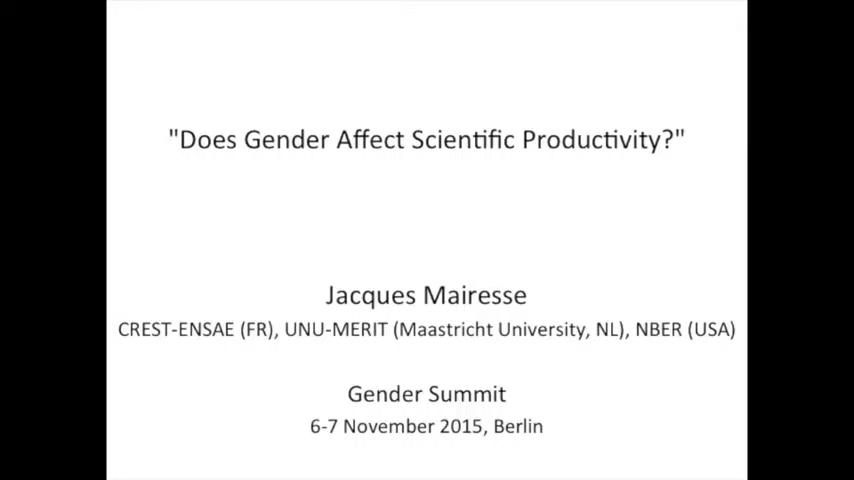 "Does Gender Affect Scientific Productivity?"
Jacques Mairesse
CREST-ENSAE (FR), UNU-MERIT (Maastricht University, NL), NBER (USA)
Gender Summit
6-7 November 2015, Berlin